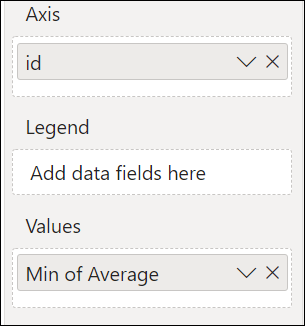 Axis
id
Legend
Add data fields here
Values
Min of Average